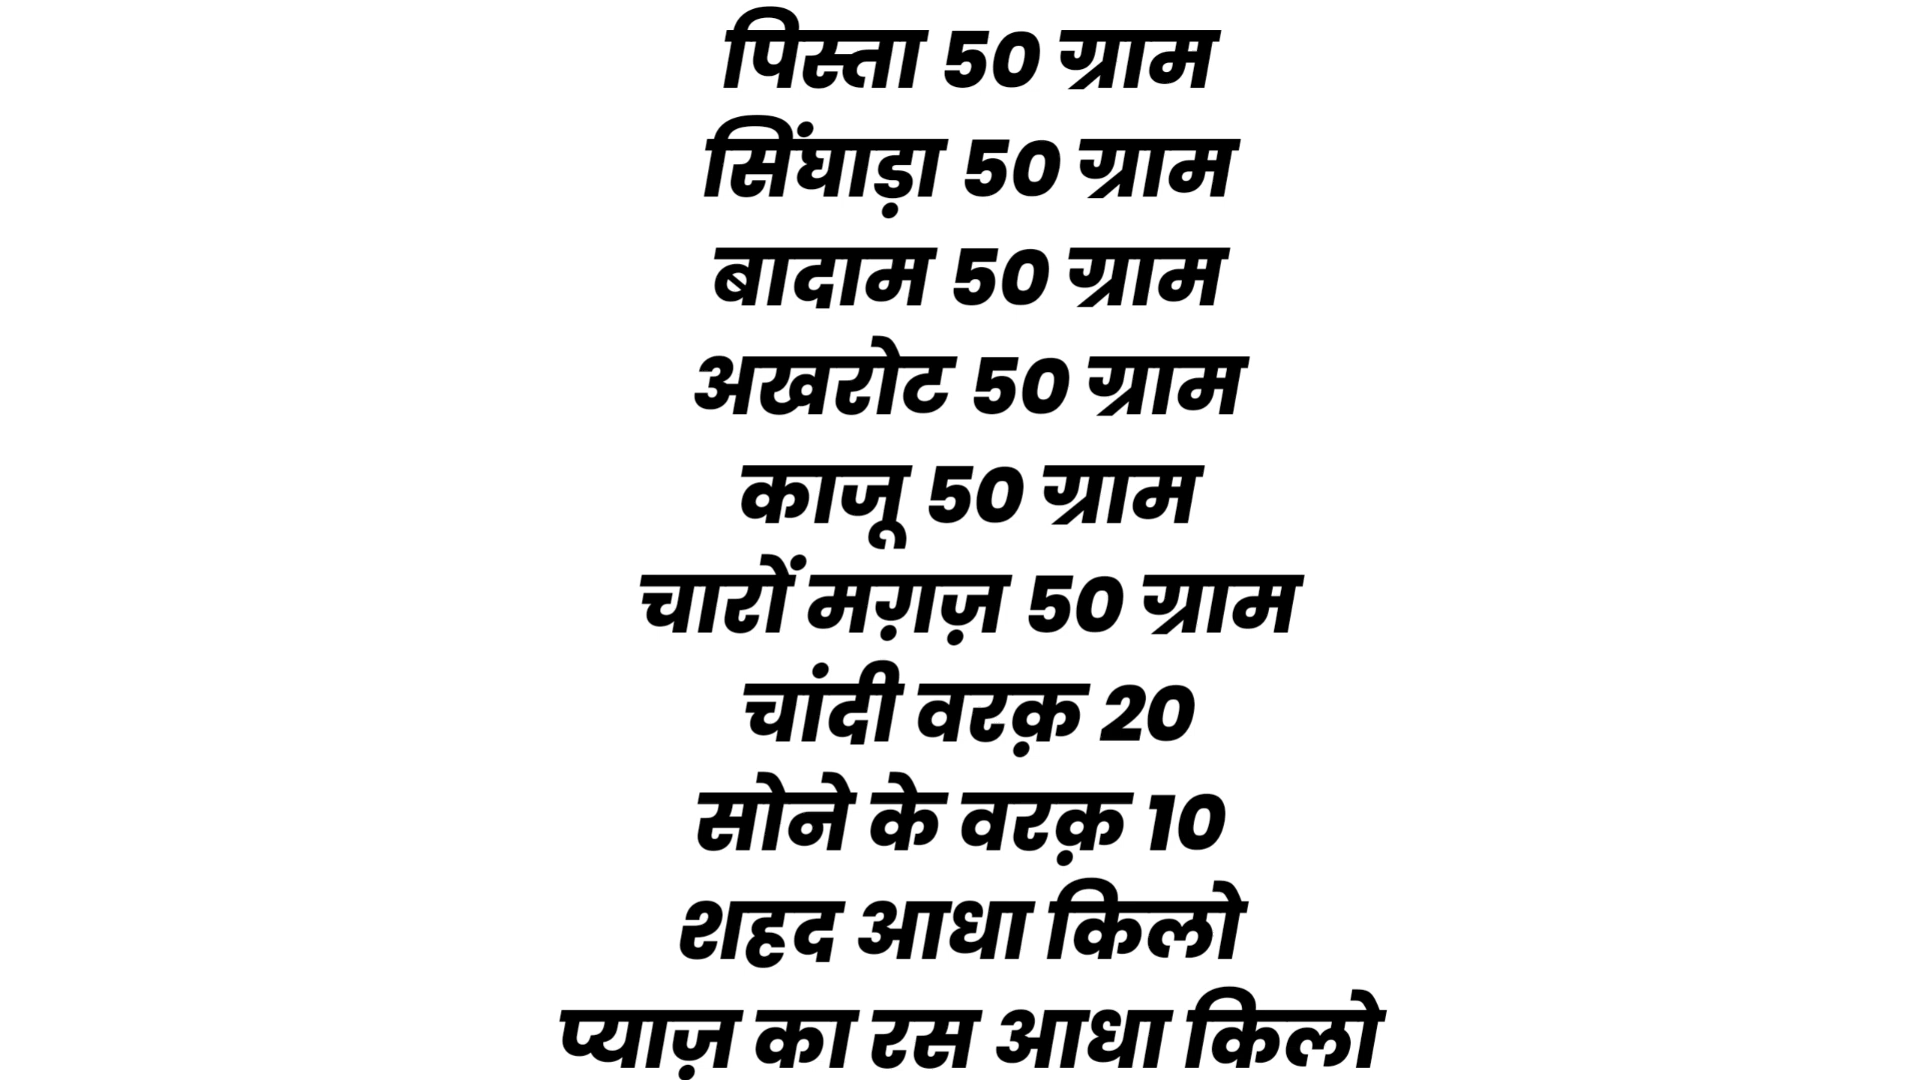 पिस्ता 50 ग्राम
सिंघाड़ा 50 ग्राम
बादाम 50 ग्राम
अखरोट 50 ग्राम
काजू 50 ग्राम
चारों मग़ज़ 50 ग्राम
चांदी वरक़ 20
सोने के वरक़ 10
शहद आधा किलो
प्याज़ का रस आधा किलो